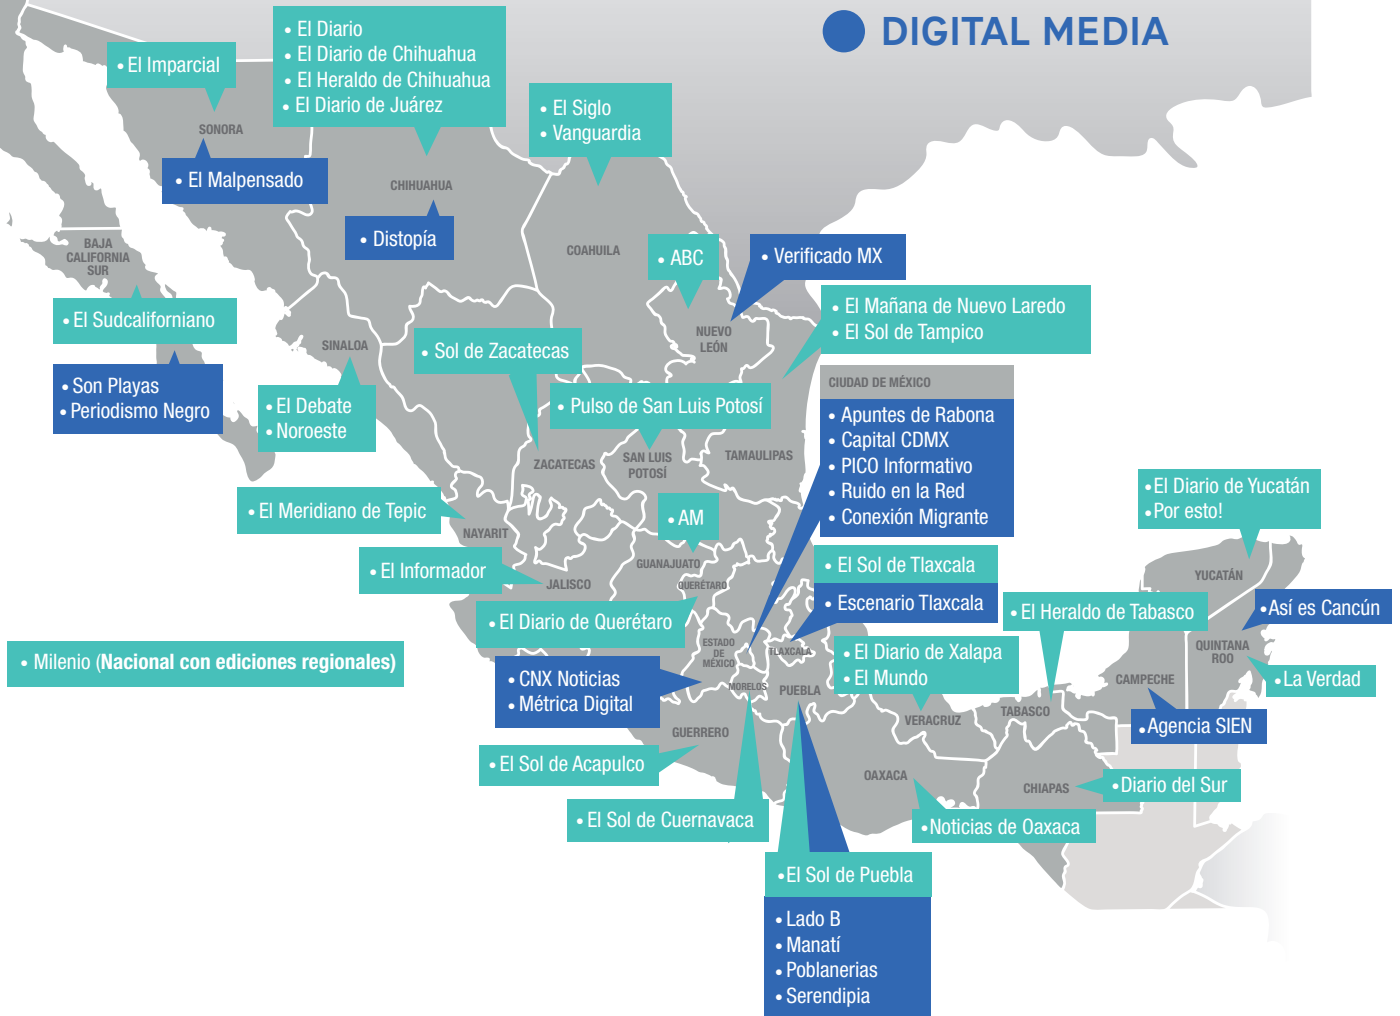 DIGITAL MEDIA
• El Diario
• El Diario de Chihuahua
• El Heraldo de Chihuahua
• El Diario de Juárez
• El Imparcial
SONORA
• El Malpensado
CHIHUAHUA
• Distopía
• El Siglo
• Vanguardia
COAHUILA
• ABC
• Verificado MX
NUEVO
LEÓN
• El Mañana de Nuevo Laredo
• El Sol de Tampico
BAJA
CALIFORNIA
SUR
• El Sudcaliforniano
• Son Playas
• Periodismo Negro
SINALOA
• El Debate
• Noroeste
• Sol de Zacatecas
ZACATECAS
• Pulso de San Luis Potosí
SAN LUIS
POTOSÍ
TAMAULIPAS
CIUDAD DE MÉXICO
• Apuntes de Rabona
• Capital CDMX
• PICO Informativo
• Ruido en la Red
• Conexión Migrante
• El Meridiano de Tepic
NAYARIT
• AM
GUANAJUATO
• El Informador
JALISCO
QUERÉTARO
• El Diario de Querétaro
• El Sol de Tlaxcala
• Escenario Tlaxcala
TLAXCALA
• El Diario de Yucatán
• Por esto!
YUCATÁN
• Así es Cancún
QUINTANA
ROO
• La Verdad
• El Heraldo de Tabasco
TABASCO
CAMPECHE
• Agencia SIEN
• Milenio (Nacional con ediciones regionales)
ESTADO
DE
MÉXICO
• CNX Noticias
• Métrica Digital
MORELOS
PUEBLA
• El Diario de Xalapa
• El Mundo
VERACRUZ
GUERRERO
• El Sol de Acapulco
• El Sol de Cuernavaca
OAXACA
• Noticias de Oaxaca
CHIAPAS
• Diario del Sur
• El Sol de Puebla
• Lado B
• Manatí
• Poblanerias
• Serendipia